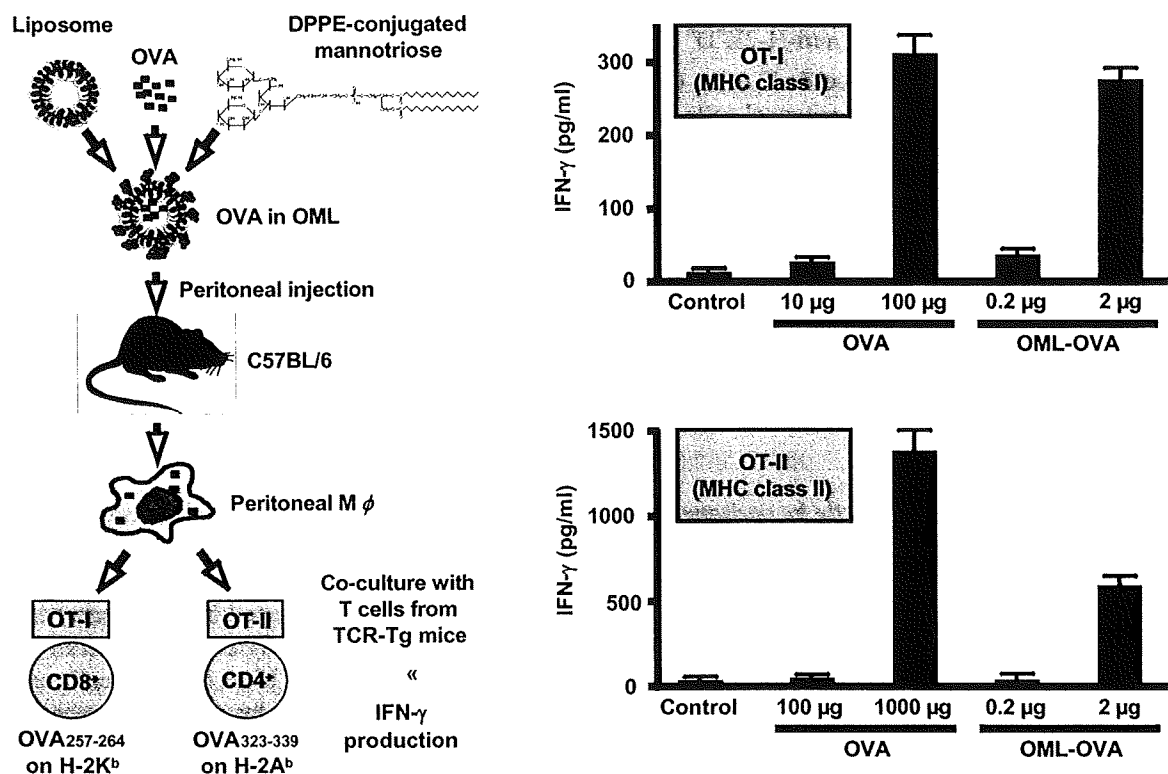 Liposome
OVA
DPPE-conjugated
mannotriose
OVA in OML
Peritoneal injection
C57BL/6
Peritoneal M ϕ
OT-I
OT-II
CD8+
CD4+
OVA257-264
on H-2Kb
OVA323-339
on H-2Ab
Co-culture with
T cells from
TCR-Tg mice
«
IFN-γ
production
IFN-γ (pg/ml)
300
200
100
0
OT-I
(MHC class I)
Control
10 µg
100 µg
0.2 µg
2 µg
OVA
OML-OVA
IFN-γ (pg/ml)
1500
1000
500
0
OT-II
(MHC class II)
Control
100 µg
1000 µg
0.2 µg
2 µg
OVA
OML-OVA